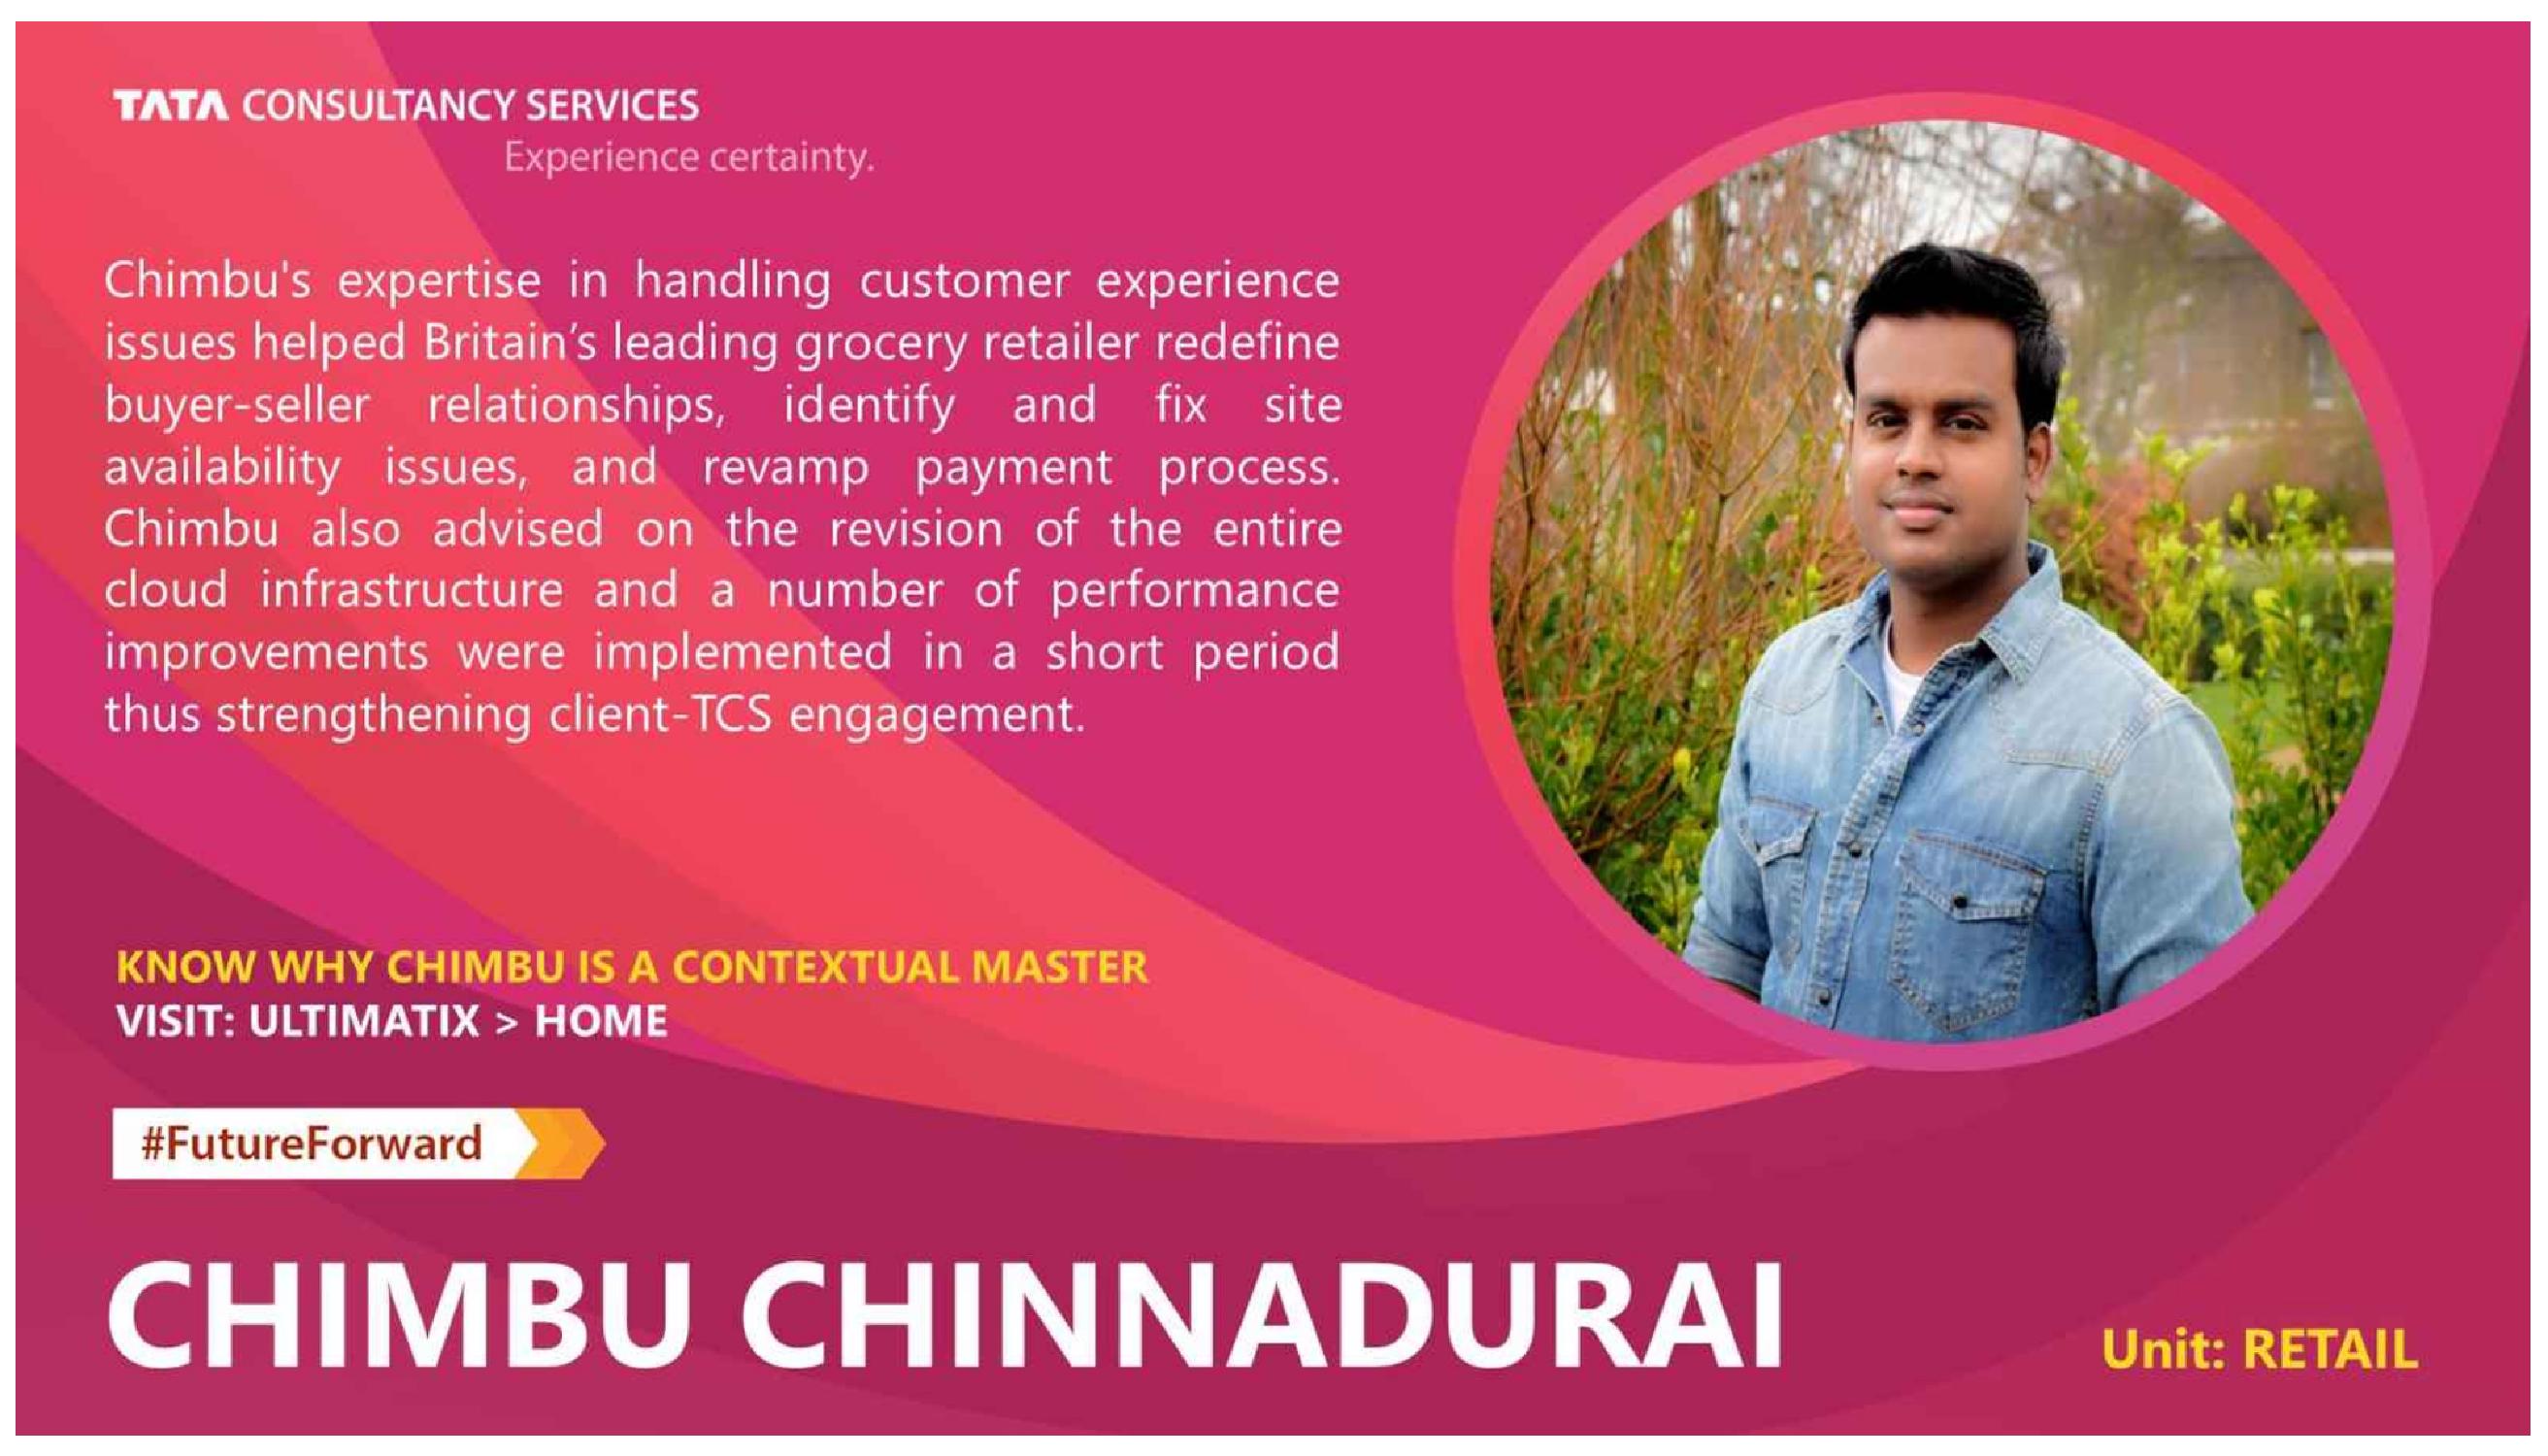 TATA CONSULTANCY SERVICES
Experience certainty.
Chimbu's expertise in handling customer experience
issues helped Britain's leading grocery retailer redefine
buyer-seller relationships, identify and fix site
availability issues, and revamp payment process.
Chimbu also advised on the revision of the entire
cloud infrastructure and a number of performance
improvements were implemented in a short period
thus strengthening client-TCS engagement.
KNOW WHY CHIMBU IS A CONTEXTUAL MASTER
VISIT: ULTIMATIX > HOME
#FutureForward
CHIMBU CHINNADURAI
Unit: RETAIL